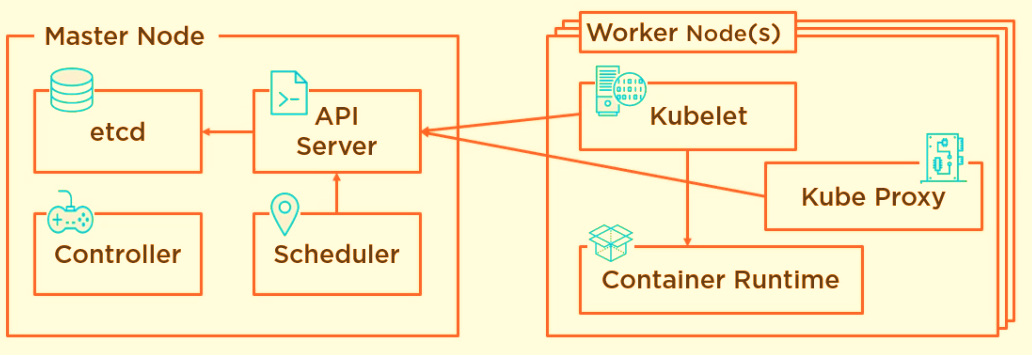 Master Node
etcd
API
Server
Controller
Scheduler
Worker Node(s)
Kubelet
Kube Proxy
Container Runtime